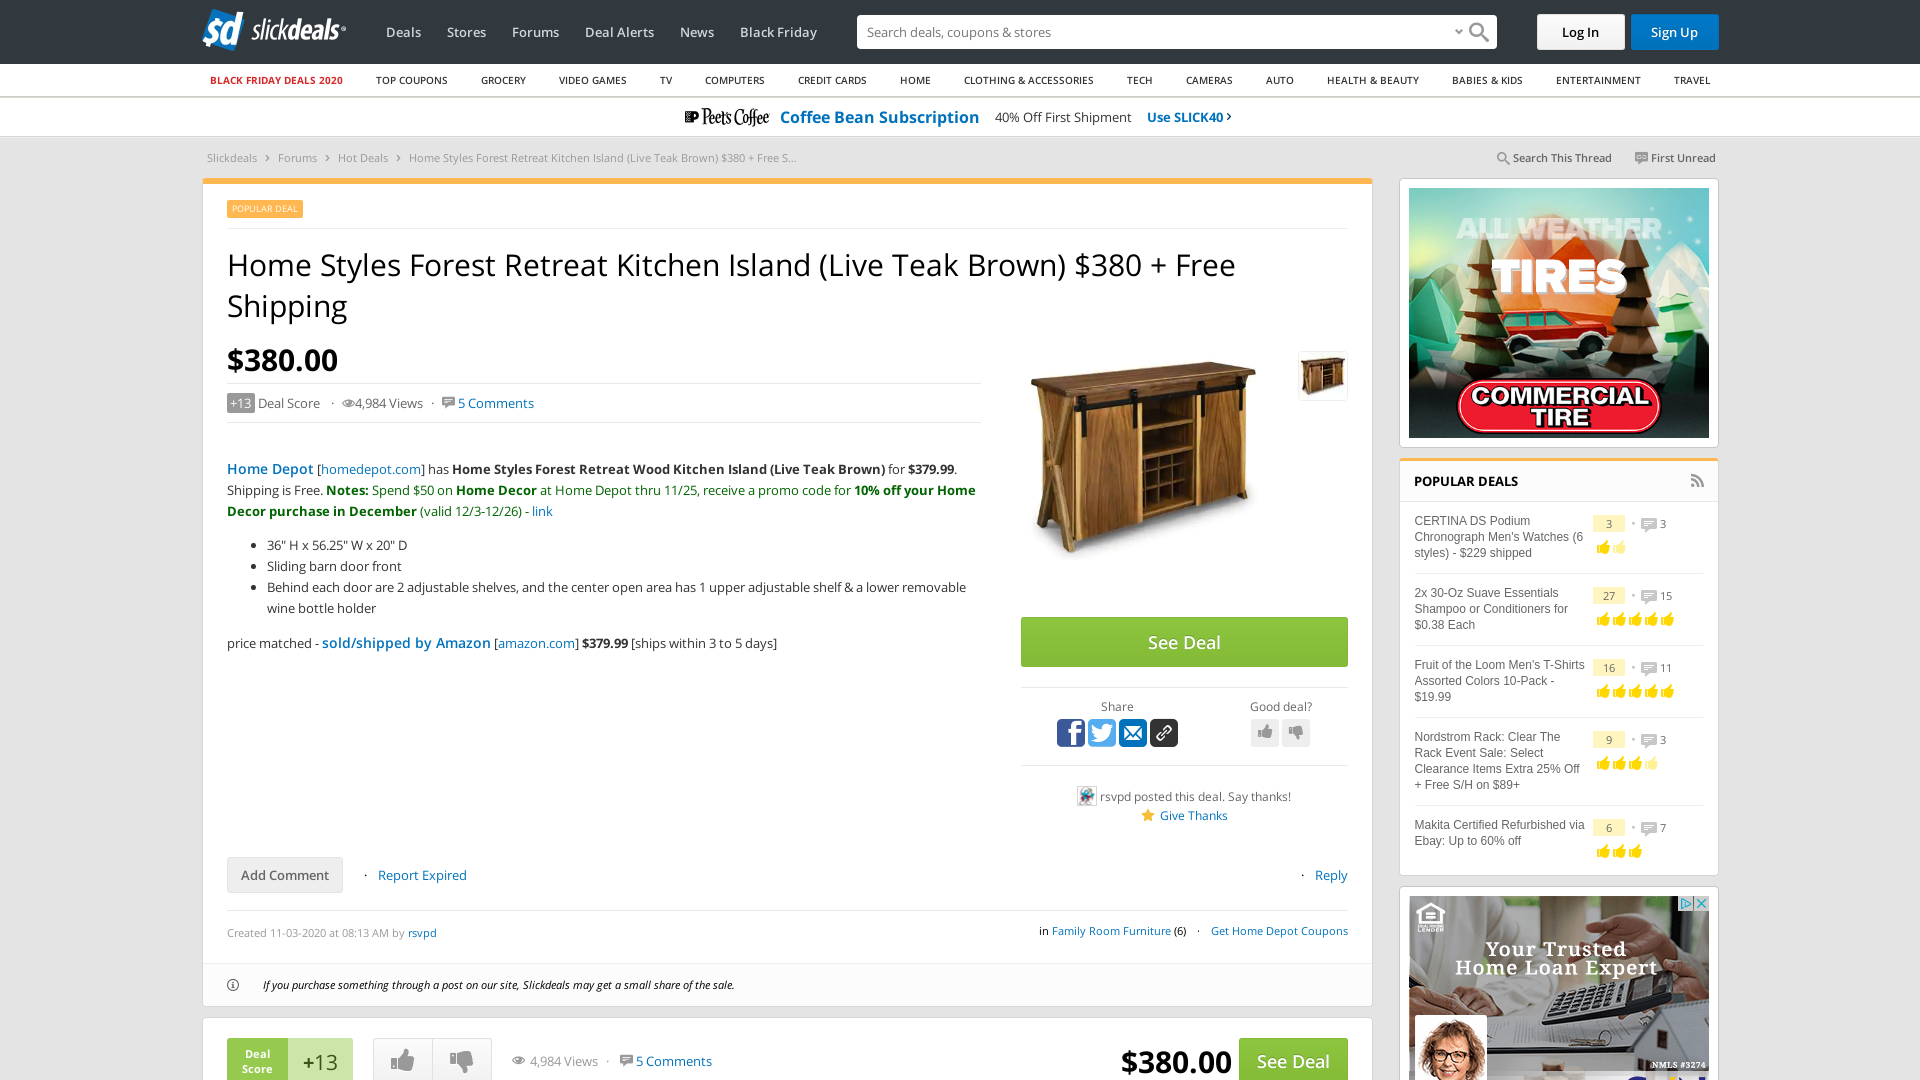 sd slickdeals
Deals Stores Forums Deal Alerts News Black Friday
Search deals, coupons & shares
Log In Sign Up
BLACK FRIDAY DEALS 2020 TOP COUPONS GROCERY VIDEO GAMES TV COMPUTERS CREDIT CARDS HOME CLOTHING & ACCESSORIES TECH CAMERAS AUTO HEALTH & BEAUTY BABIES & KIDS ENTERTAINMENT TRAVEL
Peet's Coffee Coffee Bean Subscription 40% Off First Shipment Use SLICK40 ›
Slickdeals › Forums › Hot Deals › Home Styles Forest Retreat Kitchen Island (Live Teak Brown) $380 + Free S...
Search This Thread First Unread
POPULAR DEAL
Home Styles Forest Retreat Kitchen Island (Live Teak Brown) $380 + Free
Shipping
$380.00
+13 Deal Score · 4,984 Views · 5 Comments
Home Depot [homedepot.com] has Home Styles Forest Retreat Wood Kitchen Island (Live Teak Brown) for $379.99.
Shipping is Free. Notes: Spend $50 on Home Decor at Home Depot thru 11/25, receive a promo code for 10% off your Home
Decor purchase in December (valid 12/3-12/26) - link
• 36" H x 56.25" W x 20" D
• Sliding barn door front
• Behind each door are 2 adjustable shelves, and the center open area has 1 upper adjustable shelf & a lower removable
wine bottle holder
price matched - sold/shipped by Amazon [amazon.com] $379.99 [ships within 3 to 5 days]
See Deal
Share Good deal?
rsvpd posted this deal. Say thanks!
Give Thanks
Add Comment · Report Expired · Reply
Created 11-03-2020 at 08:13 AM by rsvpd
in Family Room Furniture (6) · Get Home Depot Coupons
If you purchase something through a post on our site, Slickdeals may get a small share of the sale.
Deal
Score
+13
4,984 Views · 5 Comments
$380.00 See Deal
ALL WEATHER
TIRES
COMMERCIAL
TIRE
POPULAR DEALS
CERTINA DS Podium
Chronograph Men's Watches (6
styles) - $229 shipped
3 • 3
2x 30-Oz Suave Essentials
Shampoo or Conditioners for
$0.38 Each
27 • 15
Fruit of the Loom Men's T-Shirts
Assorted Colors 10-Pack -
$19.99
16 • 11
Nordstrom Rack: Clear The
Rack Event Sale: Select
Clearance Items Extra 25% Off
+ Free S/H on $89+
9 • 3
Makita Certified Refurbished via
Ebay: Up to 60% off
6 • 7
Your Trusted
Home Loan Expert
NMLS #3274